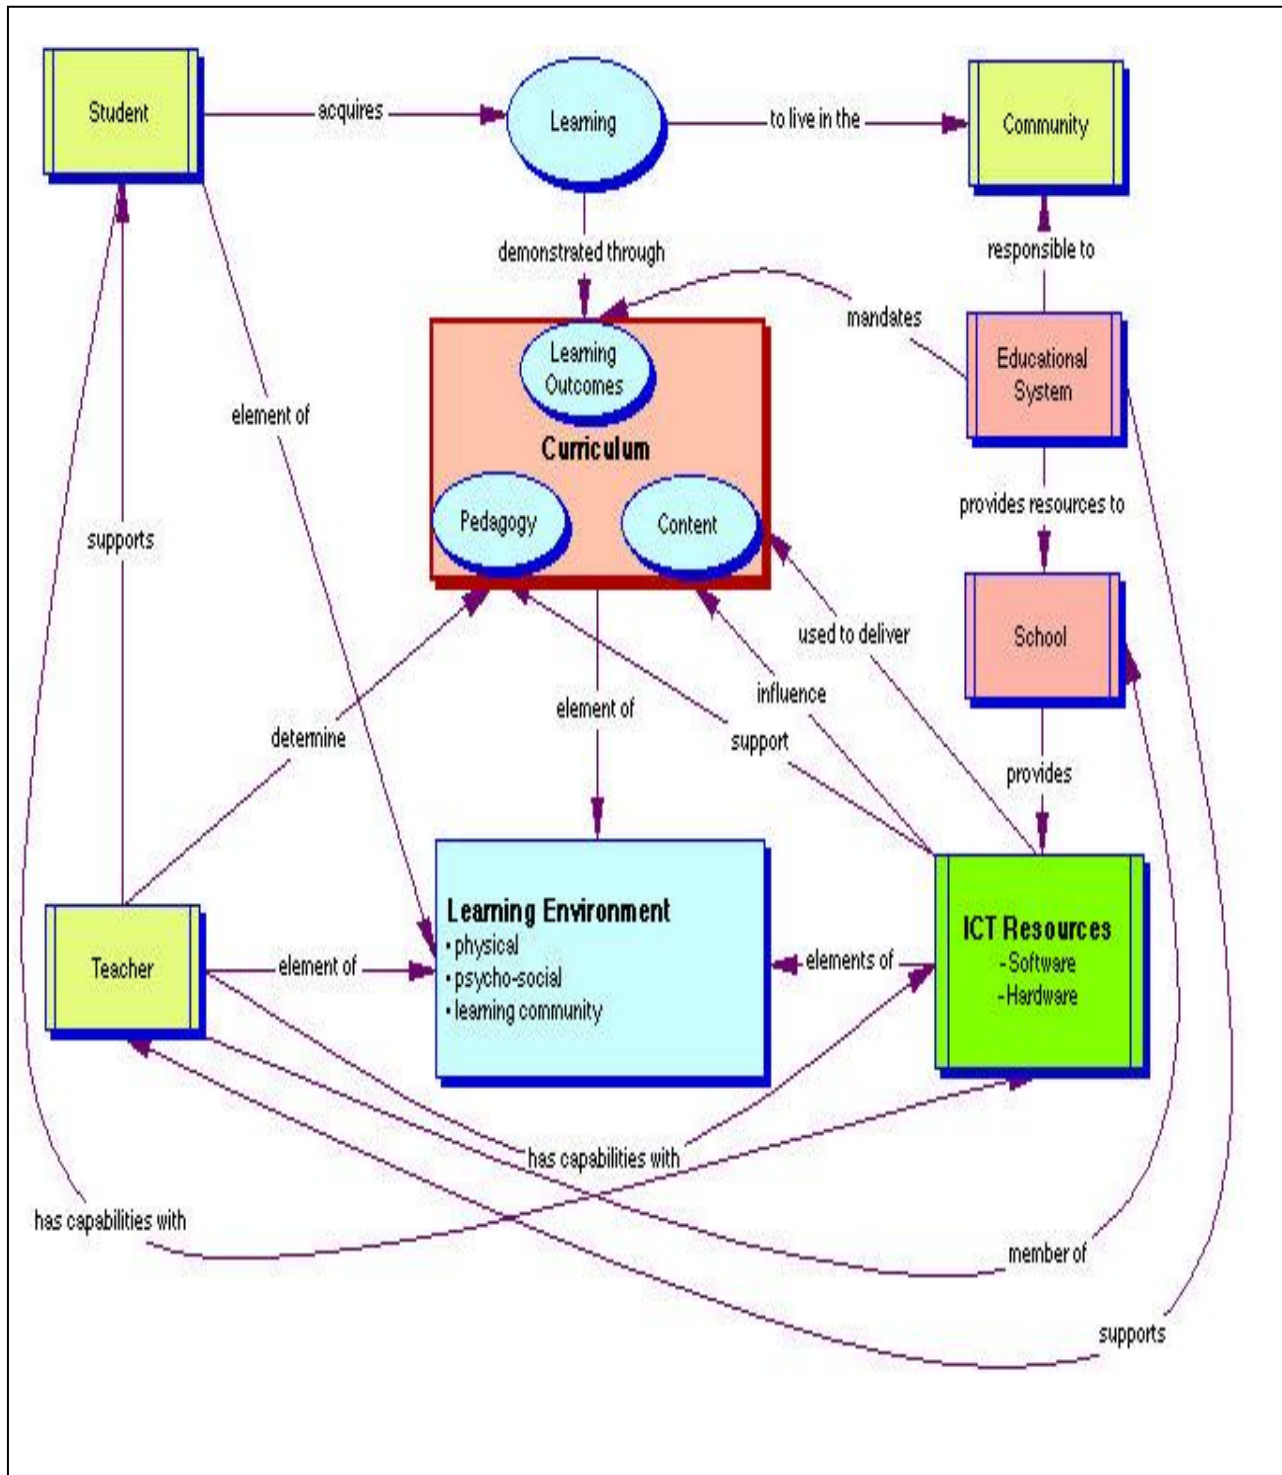 Student
acquires
Learning
to live in the
Community
demonstrated through
responsible to
mandates
Learning
Outcomes
Educational
System
element of
Curriculum
Pedagogy
Content
provides resources to
supports
used to deliver
School
influence
element of
determine
support
provides
Learning Environment
• physical
• psycho-social
• learning community
ICT Resources
-Software
-Hardware
Teacher
element of
elements of
has capabilities with
has capabilities with
member of
supports